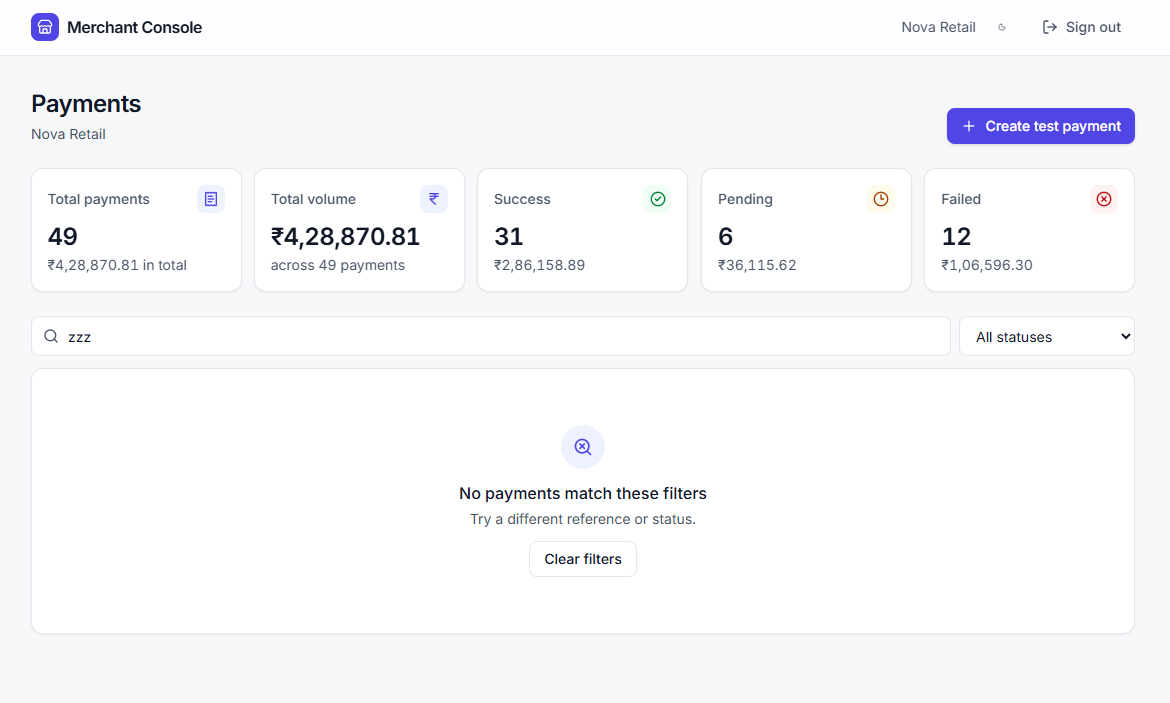 Merchant Console
Nova Retail
Sign out
Payments
Nova Retail
Create test payment
Total payments
49
₹4,28,870.81 in total
Total volume
₹4,28,870.81
across 49 payments
Success
31
₹2,86,158.89
Pending
6
₹36,115.62
Failed
12
₹1,06,596.30
zzz
All statuses
No payments match these filters
Try a different reference or status.
Clear filters